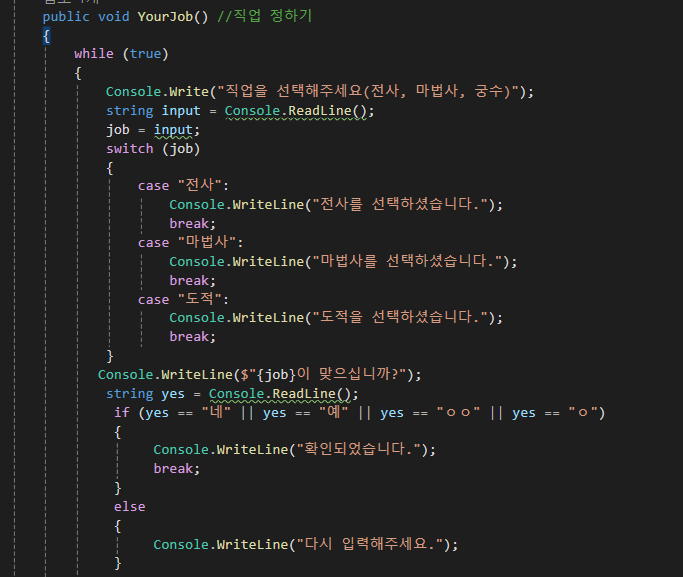 public void YourJob() //직업 정하기
{
while (true)
{
Console.Write("직업을 선택해주세요(전사, 마법사, 궁수)");
string input = Console.ReadLine();
job = input;
switch (job)
{
case "전사":
Console.WriteLine("전사를 선택하셨습니다.");
break;
case "마법사":
Console.WriteLine("마법사를 선택하셨습니다.");
break;
case "도적":
Console.WriteLine("도적을 선택하셨습니다.");
break;
}
Console.WriteLine($"{job}이 맞으십니까?");
string yes = Console.ReadLine();
if (yes == "네" || yes == "예" || yes == "ㅇㅇ" || yes == "ㅇ")
{
Console.WriteLine("확인되었습니다.");
break;
}
else
{
Console.WriteLine("다시 입력해주세요.");
}